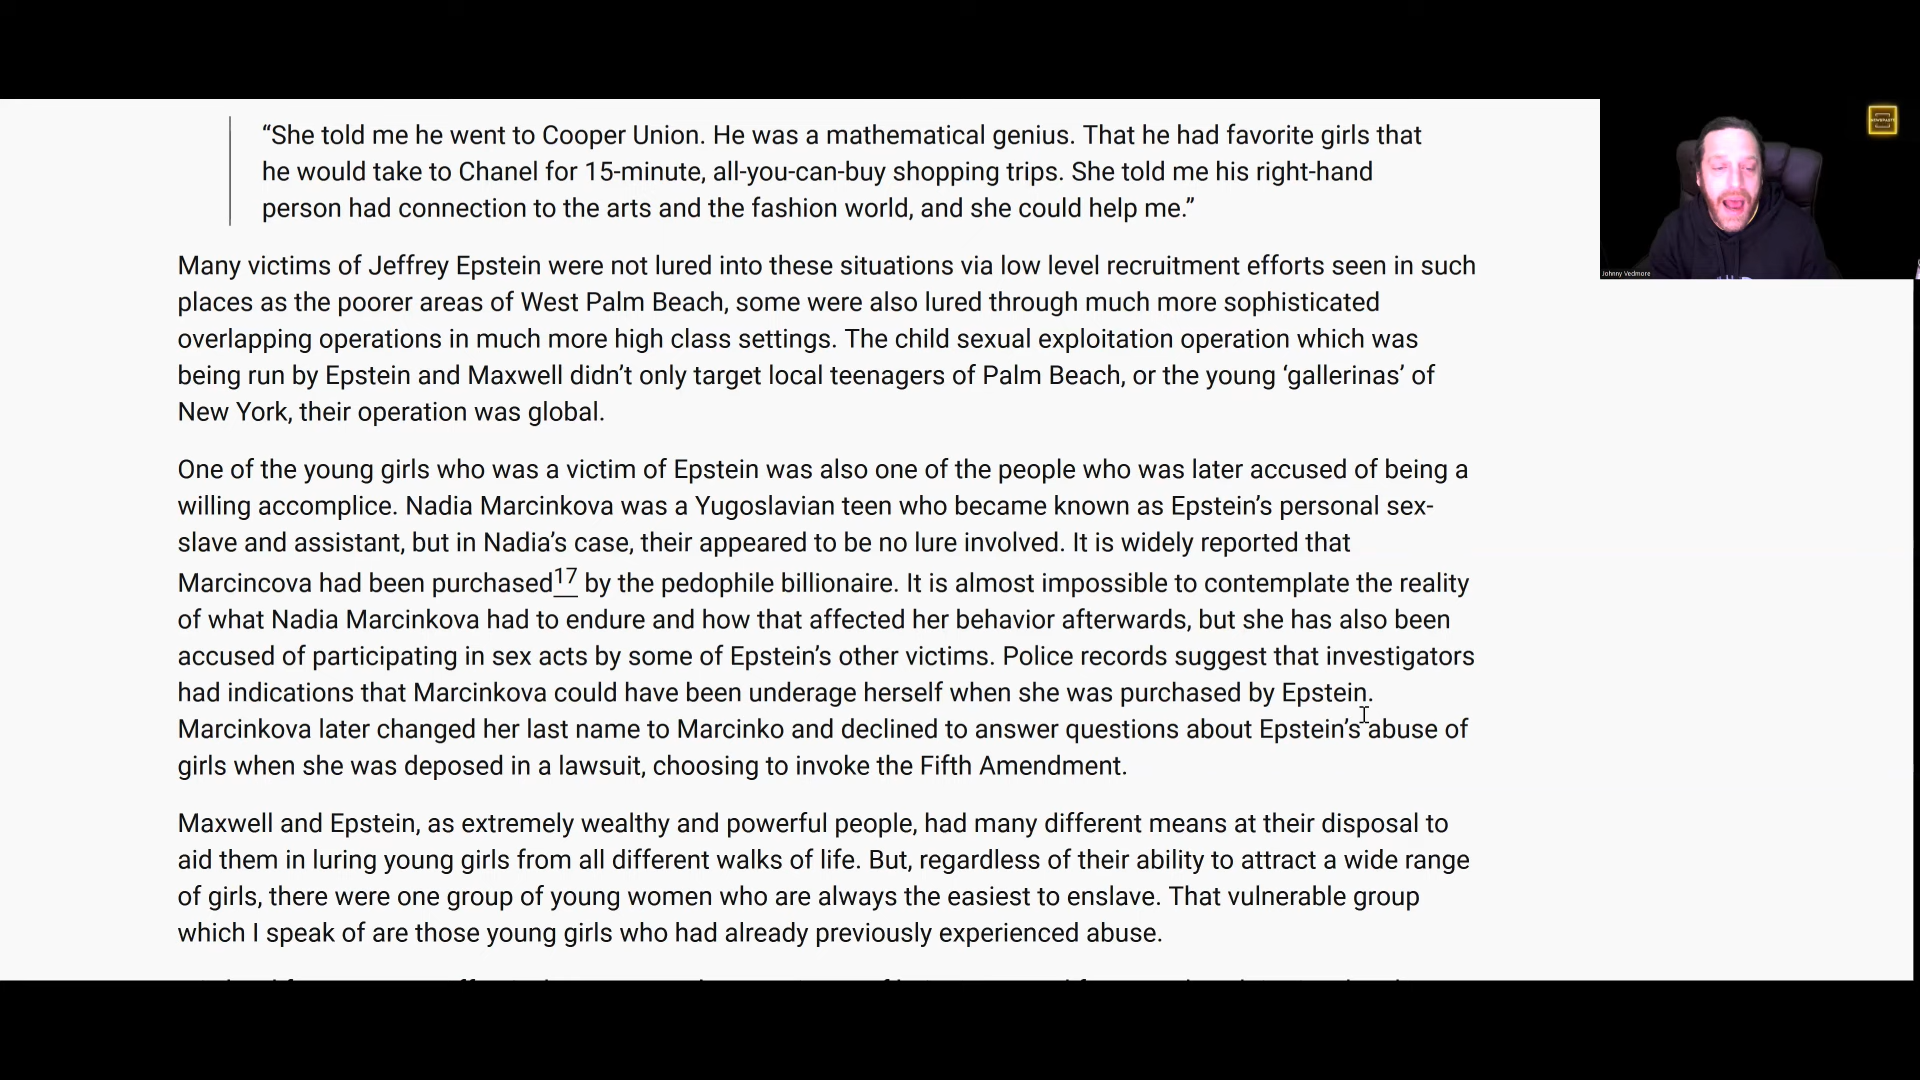 “She told me he went to Cooper Union. He was a mathematical genius. That he had favorite girls that
he would take to Chanel for 15-minute, all-you-can-buy shopping trips. She told me his right-hand
person had connection to the arts and the fashion world, and she could help me.”
Many victims of Jeffrey Epstein were not lured into these situations via low level recruitment efforts seen in such
places as the poorer areas of West Palm Beach, some were also lured through much more sophisticated
overlapping operations in much more high class settings. The child sexual exploitation operation which was
being run by Epstein and Maxwell didn’t only target local teenagers of Palm Beach, or the young ‘gallerinas’ of
New York, their operation was global.
One of the young girls who was a victim of Epstein was also one of the people who was later accused of being a
willing accomplice. Nadia Marcinkova was a Yugoslavian teen who became known as Epstein’s personal sex-
slave and assistant, but in Nadia’s case, their appeared to be no lure involved. It is widely reported that
Marcincova had been purchased17 by the pedophile billionaire. It is almost impossible to contemplate the reality
of what Nadia Marcinkova had to endure and how that affected her behavior afterwards, but she has also been
accused of participating in sex acts by some of Epstein’s other victims. Police records suggest that investigators
had indications that Marcinkova could have been underage herself when she was purchased by Epstein.
Marcinkova later changed her last name to Marcinko and declined to answer questions about Epstein’s abuse of
girls when she was deposed in a lawsuit, choosing to invoke the Fifth Amendment.
Maxwell and Epstein, as extremely wealthy and powerful people, had many different means at their disposal to
aid them in luring young girls from all different walks of life. But, regardless of their ability to attract a wide range
of girls, there were one group of young women who are always the easiest to enslave. That vulnerable group
which I speak of are those young girls who had already previously experienced abuse.
Johnny Vedmore